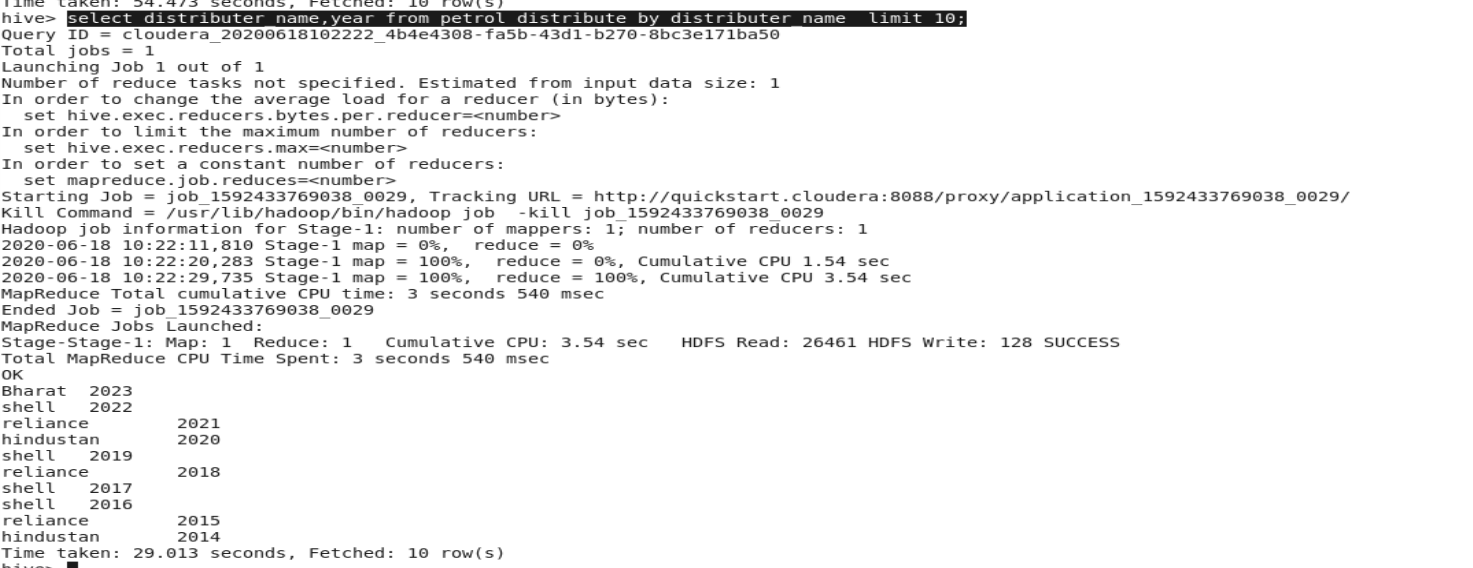 Time taken: 54.473 seconds, Fetched: 10 row(s)
hive> select distributer_name,year from petrol distribute by distributer_name  limit 10;
Query ID = cloudera_20200618102222_4b4e4308-fa5b-43d1-b270-8bc3e171ba50
Total jobs = 1
Launching Job 1 out of 1
Number of reduce tasks not specified. Estimated from input data size: 1
In order to change the average load for a reducer (in bytes):
  set hive.exec.reducers.bytes.per.reducer=<number>
In order to limit the maximum number of reducers:
  set hive.exec.reducers.max=<number>
In order to set a constant number of reducers:
  set mapreduce.job.reduces=<number>
Starting Job = job_1592433769038_0029, Tracking URL = http://quickstart.cloudera:8088/proxy/application_1592433769038_0029/
Kill Command = /usr/lib/hadoop/bin/hadoop job  -kill job_1592433769038_0029
Hadoop job information for Stage-1: number of mappers: 1; number of reducers: 1
2020-06-18 10:22:11,810 Stage-1 map = 0%,  reduce = 0%
2020-06-18 10:22:20,283 Stage-1 map = 100%,  reduce = 0%, Cumulative CPU 1.54 sec
2020-06-18 10:22:29,735 Stage-1 map = 100%,  reduce = 100%, Cumulative CPU 3.54 sec
MapReduce Total cumulative CPU time: 3 seconds 540 msec
Ended Job = job_1592433769038_0029
MapReduce Jobs Launched:
Stage-Stage-1: Map: 1  Reduce: 1   Cumulative CPU: 3.54 sec   HDFS Read: 26461 HDFS Write: 128 SUCCESS
Total MapReduce CPU Time Spent: 3 seconds 540 msec
OK
Bharat  2023
shell   2022
reliance        2021
hindustan       2020
shell   2019
reliance        2018
shell   2017
shell   2016
reliance        2015
hindustan       2014
Time taken: 29.013 seconds, Fetched: 10 row(s)
hive>